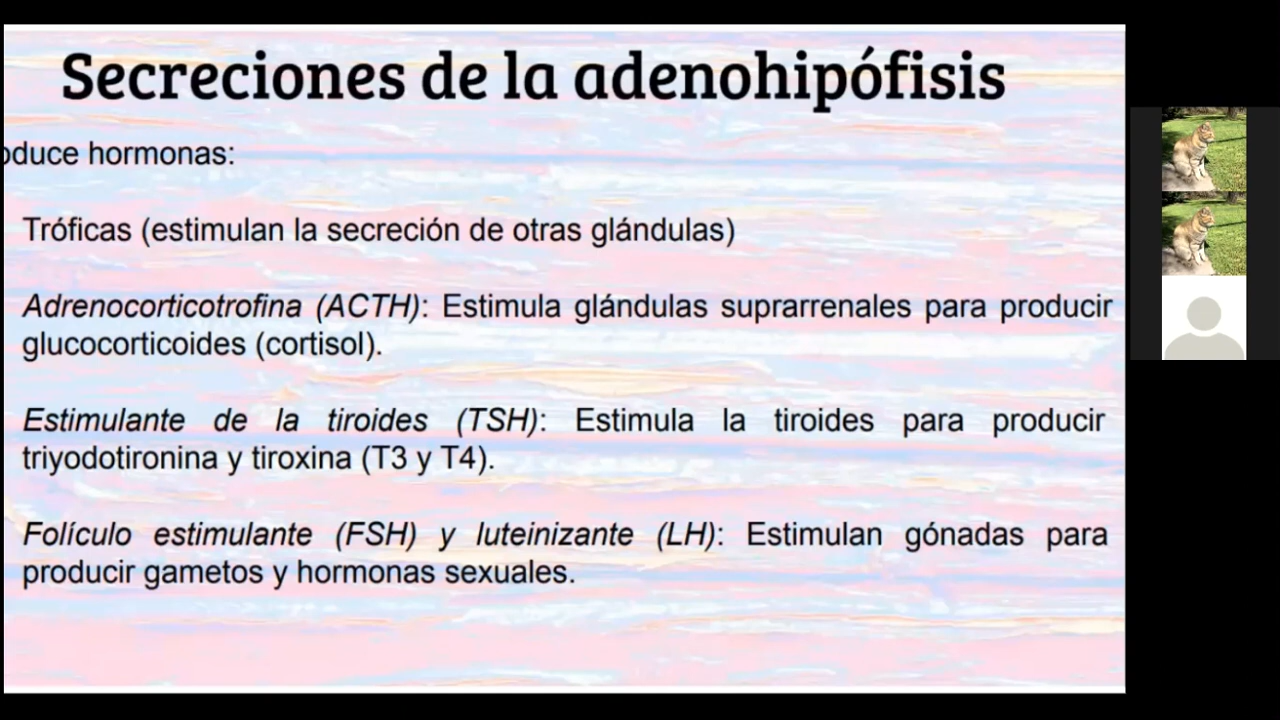 Secreciones de la adenohipófisis
oduce hormonas:
Tróficas (estimulan la secreción de otras glándulas)
Adrenocorticotrofina (ACTH): Estimula glándulas suprarrenales para producir
glucocorticoides (cortisol).
Estimulante de la tiroides (TSH): Estimula la tiroides para producir
triyodotironina y tiroxina (T3 y T4).
Folículo estimulante (FSH) y luteinizante (LH): Estimulan gónadas para
producir gametos y hormonas sexuales.